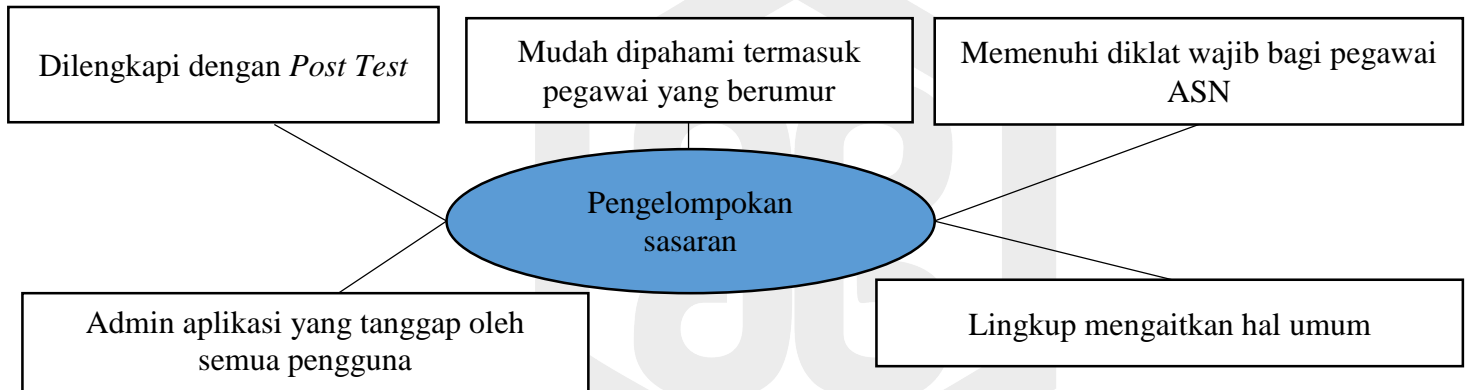 Dilengkapi dengan Post Test
Mudah dipahami termasuk
pegawai yang berumur
Memenuhi diklat wajib bagi pegawai
ASN
Pengelompokan
sasaran
Admin aplikasi yang tanggap oleh
semua pengguna
Lingkup mengaitkan hal umum